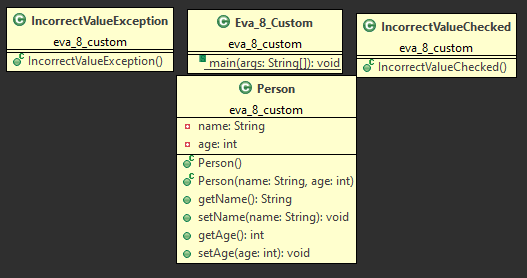 IncorrectValueException
eva_8_custom
IncorrectValueException()
Eva_8_Custom
eva_8_custom
main(args: String[]): void
IncorrectValueChecked
eva_8_custom
IncorrectValueChecked()
Person
eva_8_custom
name: String
age: int
Person()
Person(name: String, age: int)
getName(): String
setName(name: String): void
getAge(): int
setAge(age: int): void